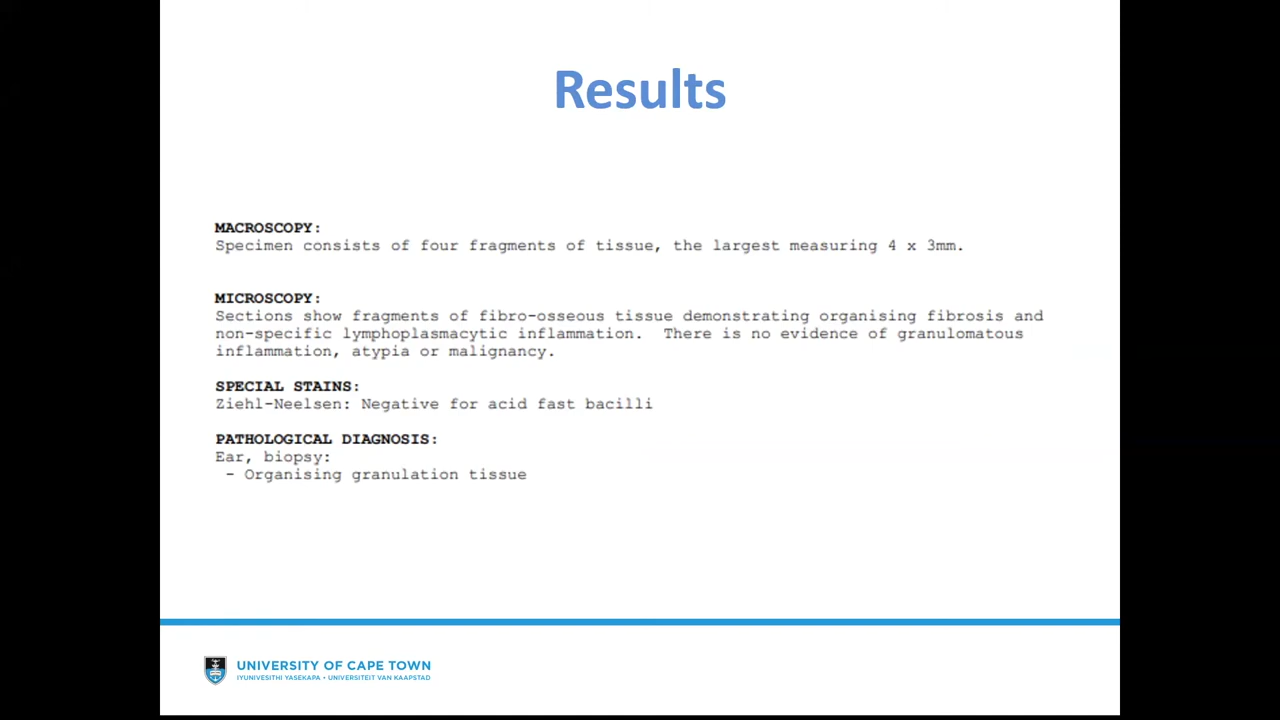 Results
MACROSCOPY:
Specimen consists of four fragments of tissue, the largest measuring 4 x 3mm.
MICROSCOPY:
Sections show fragments of fibro-osseous tissue demonstrating organising fibrosis and
non-specific lymphoplasmacytic inflammation. There is no evidence of granulomatous
inflammation, atypia or malignancy.
SPECIAL STAINS:
Ziehl-Neelsen: Negative for acid fast bacilli
PATHOLOGICAL DIAGNOSIS:
Ear, biopsy:
- Organising granulation tissue
UNIVERSITY OF CAPE TOWN
IYUNIVESITHI YASEKAPA • UNIVERSITEIT VAN KAAPSTAD